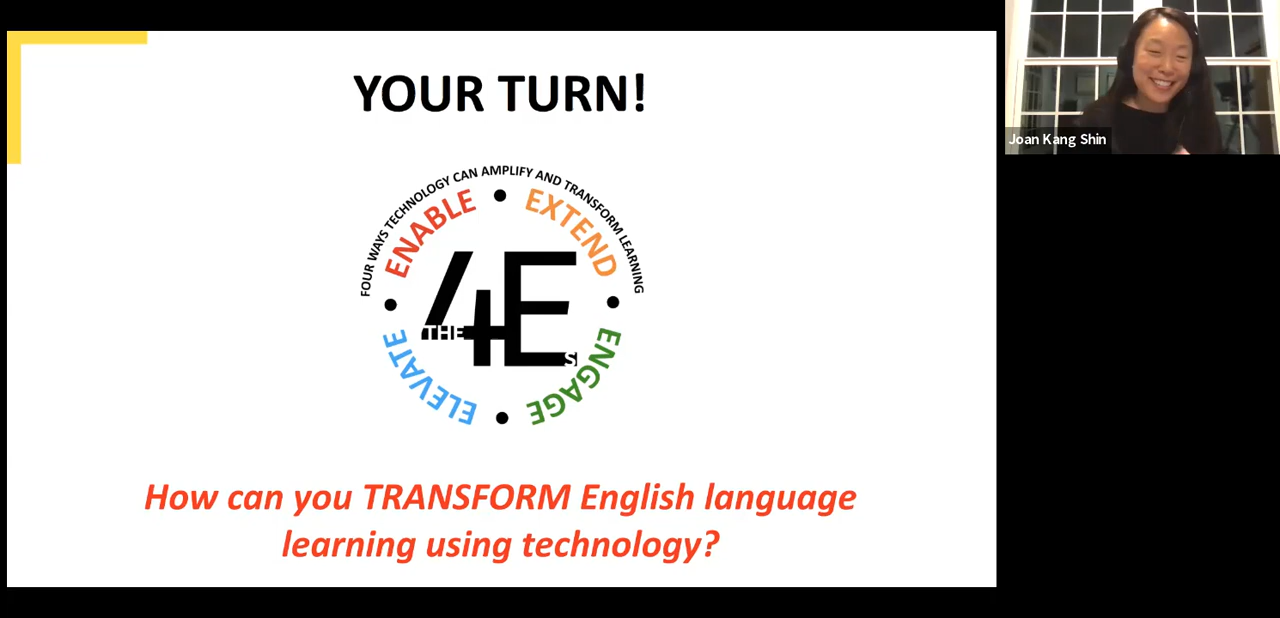 YOUR TURN!
FOUR WAYS TECHNOLOGY CAN AMPLIFY AND TRANSFORM LEARNING
ENABLE
EXTEND
THE 4Es
ELEVATE
ENGAGE
How can you TRANSFORM English language
learning using technology?
Joan Kang Shin